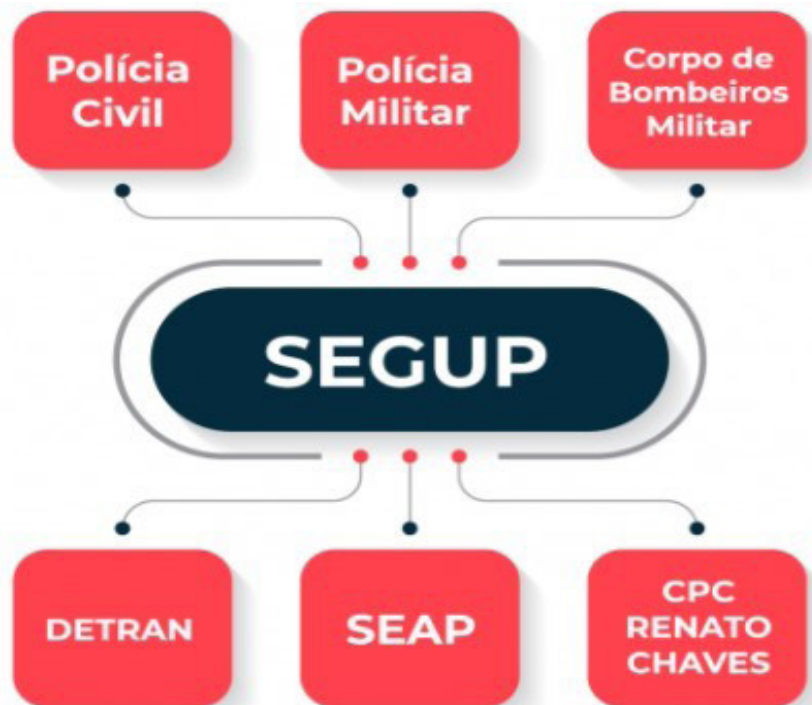 Polícia
Civil
Polícia
Militar
Corpo de
Bombeiros
Militar
SEGUP
DETRAN
SEAP
CPC
RENATO
CHAVES